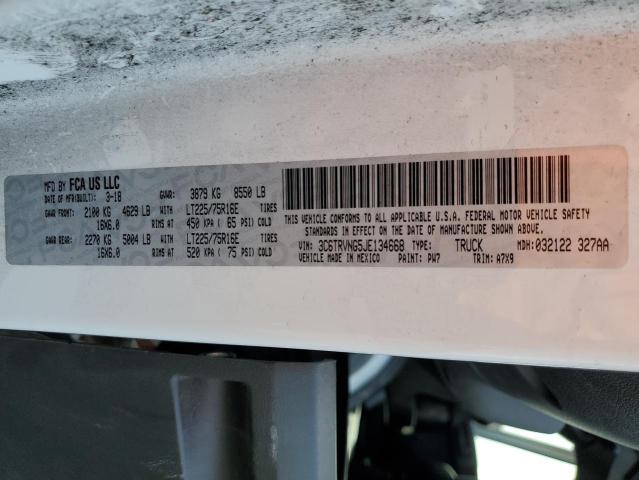 MFD BY FCA US LLC
DATE OF MFG(BUILT): 3-18 GVWR: 3879 KG 8550 LB
GAWR FRONT: 2100 KG 4629 LB WITH LT225/75R16E TIRES
16X6.0 RIMS AT 450 KPA ( 65 PSI) COLD
GAWR REAR: 2270 KG 5004 LB WITH LT225/75R16E TIRES
16X6.0 RIMS AT 520 KPA ( 75 PSI) COLD
THIS VEHICLE CONFORMS TO ALL APPLICABLE U.S.A. FEDERAL MOTOR VEHICLE SAFETY
STANDARDS IN EFFECT ON THE DATE OF MANUFACTURE SHOWN ABOVE.
VIN: 3C6TRVNG5JE134668 TYPE: TRUCK MDH: 032122 327AA
VEHICLE MADE IN MEXICO PAINT: PW7 TRIM: A7X9